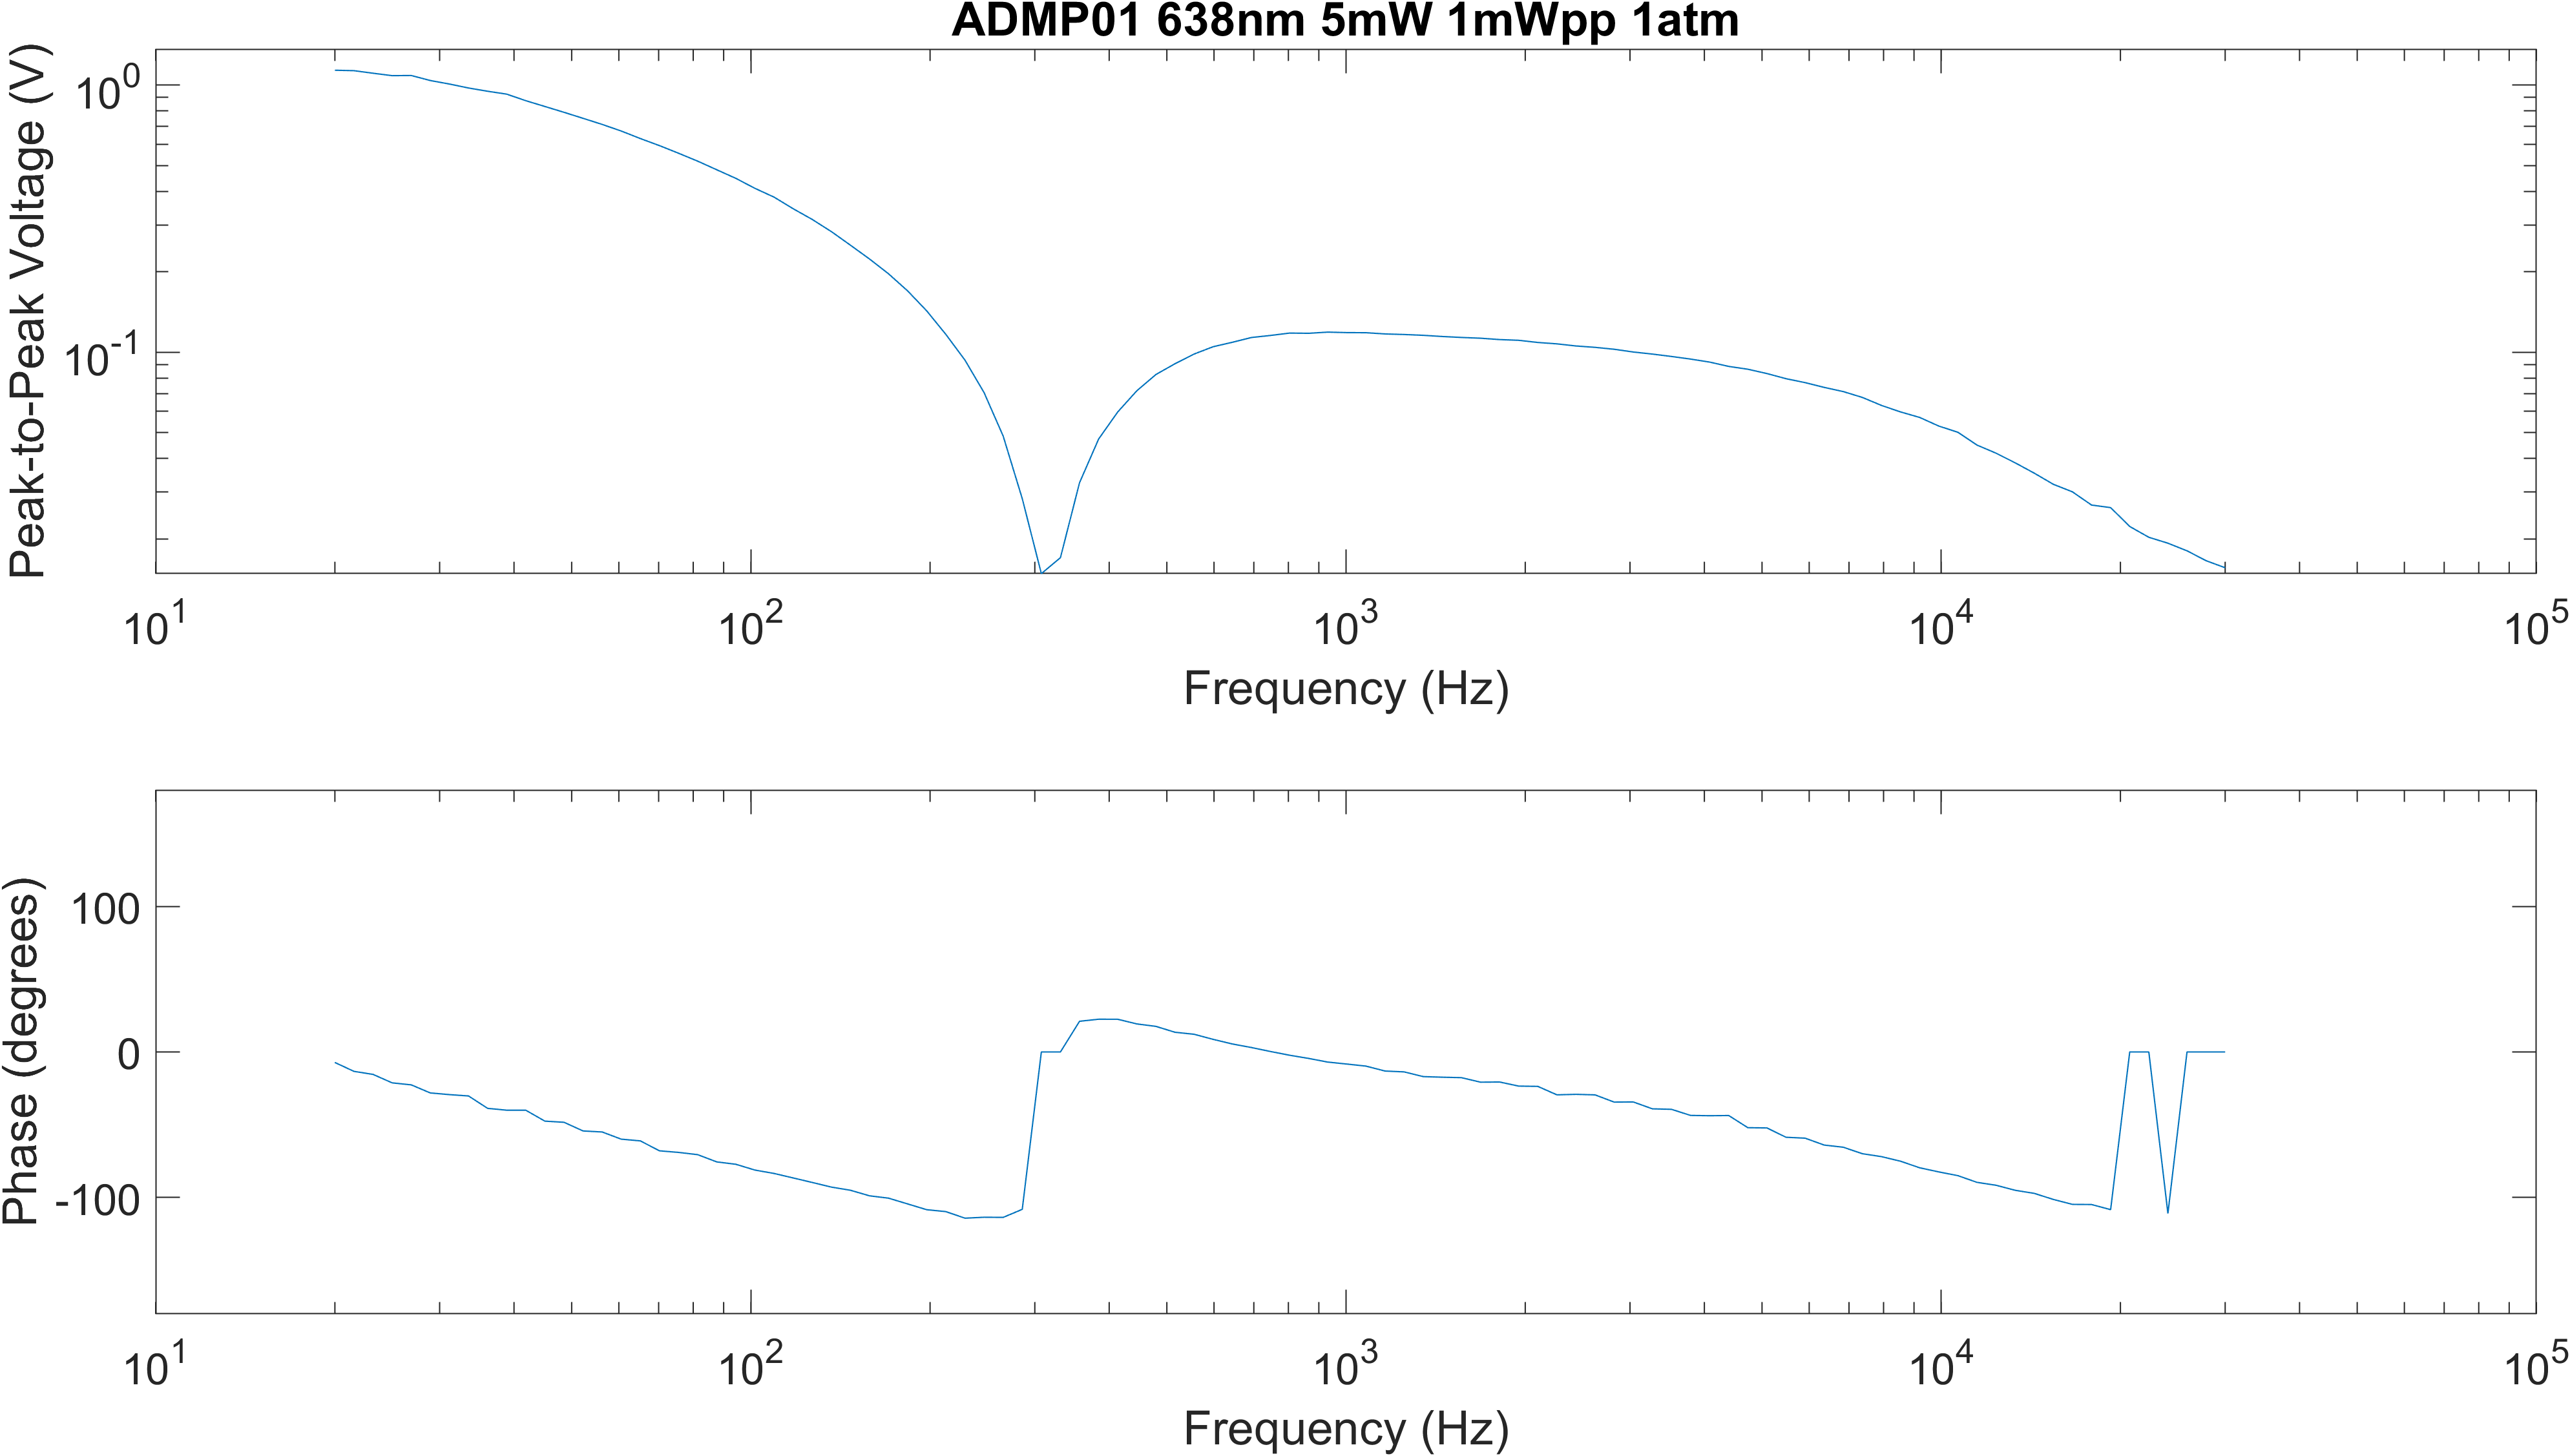 ADMP01 638nm 5mW 1mWpp 1atm
Peak-to-Peak Voltage (V)
10^0
10^-1
10^1 10^2 10^3 10^4 10^5
Frequency (Hz)
Phase (degrees)
100
0
-100
10^1 10^2 10^3 10^4 10^5
Frequency (Hz)